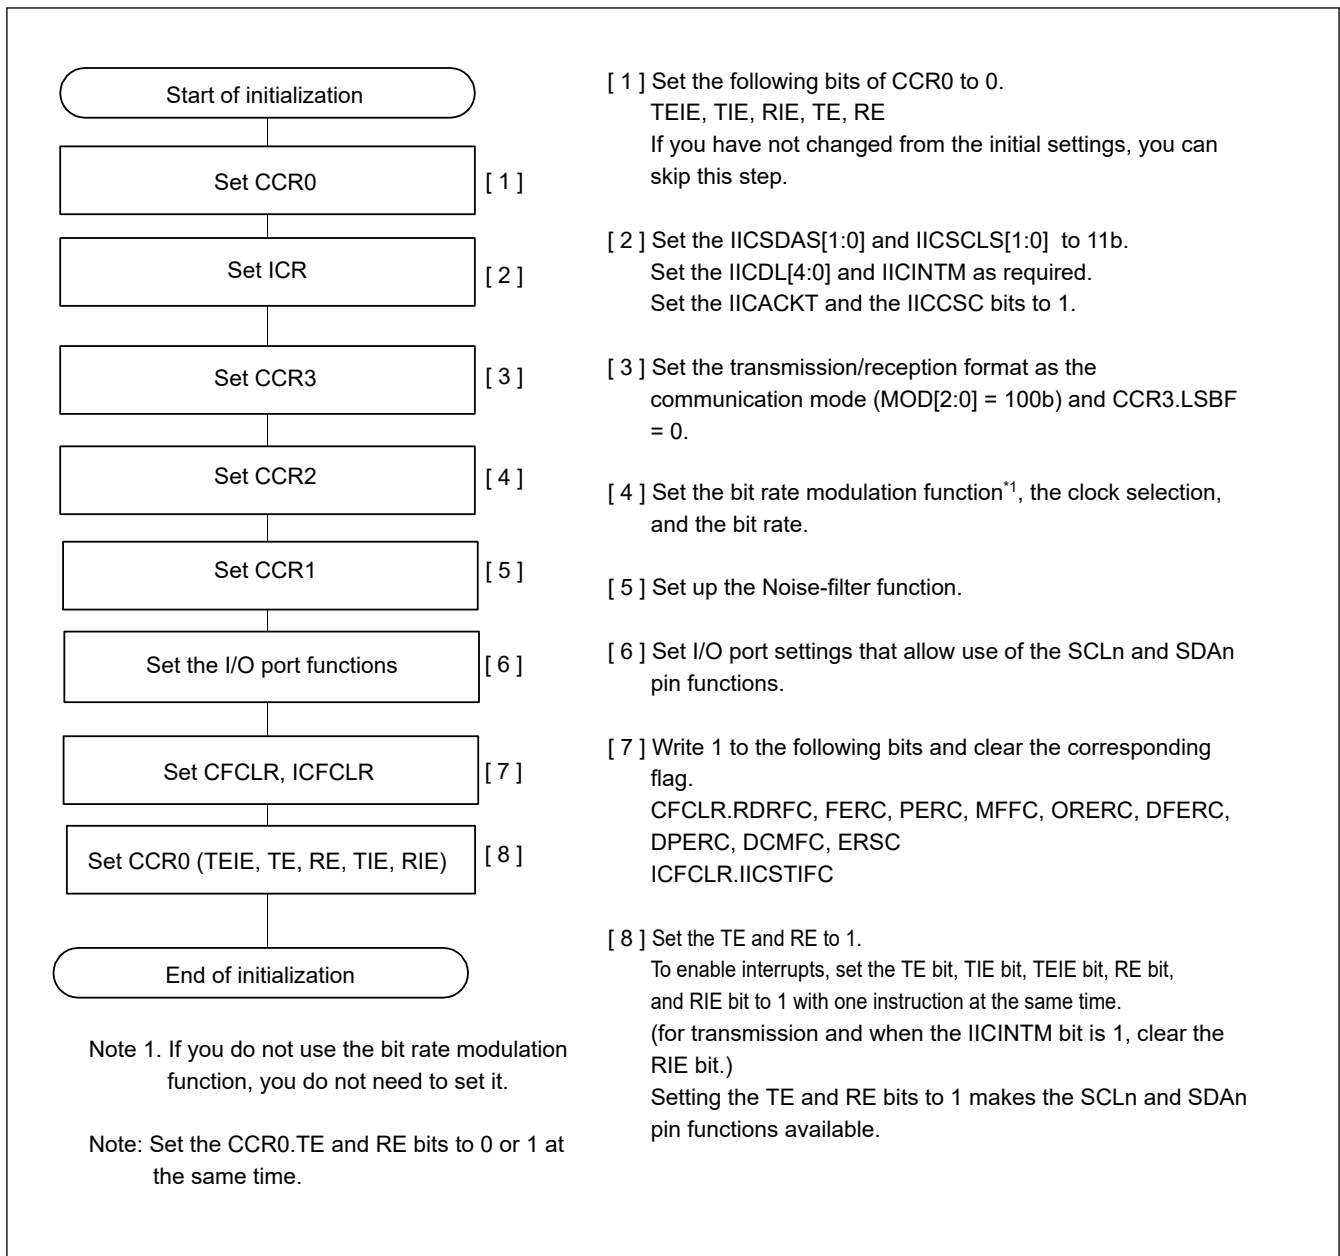 Start of initialization
Set CCR0
[ 1 ]
Set ICR
[ 2 ]
Set CCR3
[ 3 ]
Set CCR2
[ 4 ]
Set CCR1
[ 5 ]
Set the I/O port functions
[ 6 ]
Set CFCLR, ICFCLR
[ 7 ]
Set CCR0 (TEIE, TE, RE, TIE, RIE)
[ 8 ]
End of initialization
Note 1. If you do not use the bit rate modulation
function, you do not need to set it.
Note: Set the CCR0.TE and RE bits to 0 or 1 at
the same time.
[ 1 ] Set the following bits of CCR0 to 0.
TEIE, TIE, RIE, TE, RE
If you have not changed from the initial settings, you can
skip this step.
[ 2 ] Set the IICSDAS[1:0] and IICSCLS[1:0] to 11b.
Set the IICDL[4:0] and IICINTM as required.
Set the IICACKT and the IICCSC bits to 1.
[ 3 ] Set the transmission/reception format as the
communication mode (MOD[2:0] = 100b) and CCR3.LSBF
= 0.
[ 4 ] Set the bit rate modulation function*1, the clock selection,
and the bit rate.
[ 5 ] Set up the Noise-filter function.
[ 6 ] Set I/O port settings that allow use of the SCLn and SDAn
pin functions.
[ 7 ] Write 1 to the following bits and clear the corresponding
flag.
CFCLR.RDRFC, FERC, PERC, MFFC, ORERC, DFERC,
DPERC, DCMFC, ERSC
ICFCLR.IICSTIFC
[ 8 ] Set the TE and RE to 1.
To enable interrupts, set the TE bit, TIE bit, TEIE bit, RE bit,
and RIE bit to 1 with one instruction at the same time.
(for transmission and when the IICINTM bit is 1, clear the
RIE bit.)
Setting the TE and RE bits to 1 makes the SCLn and SDAn
pin functions available.